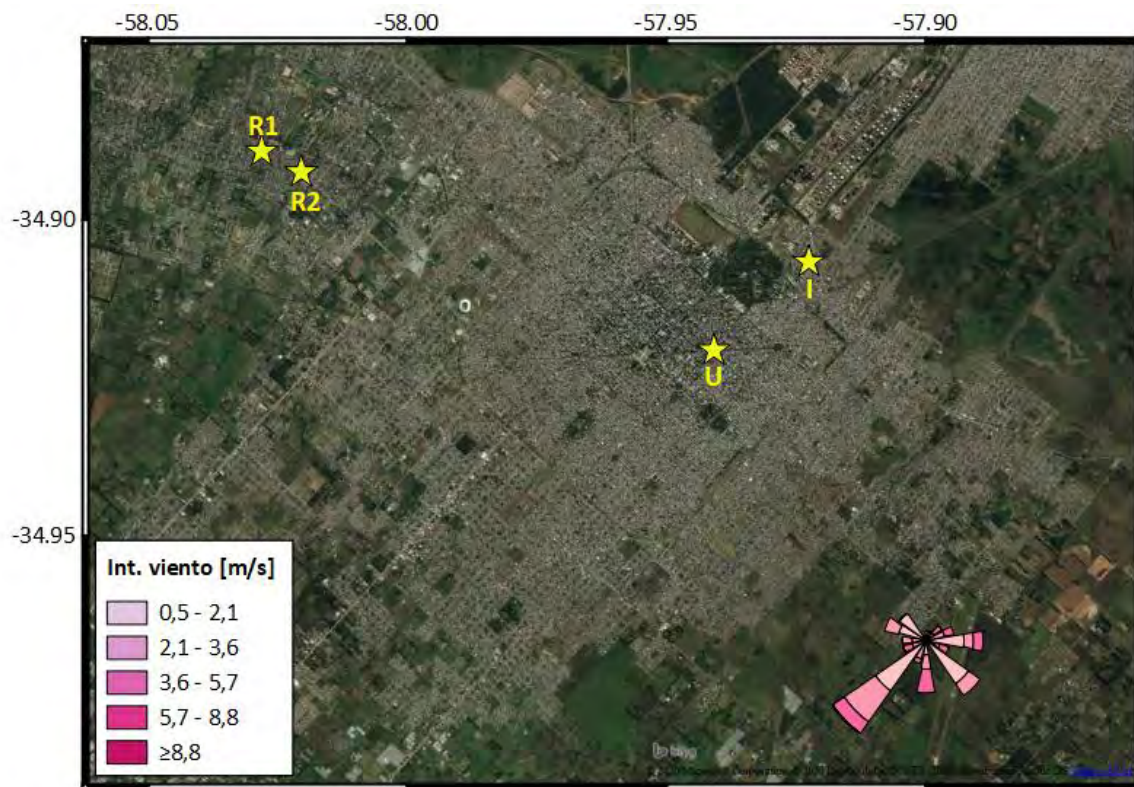 -58.05 -58.00 -57.95 -57.90
R1
R2
-34.90
I
U
-34.95
Int. viento [m/s]
0,5 - 2,1
2,1 - 3,6
3,6 - 5,7
5,7 - 8,8
≥8,8